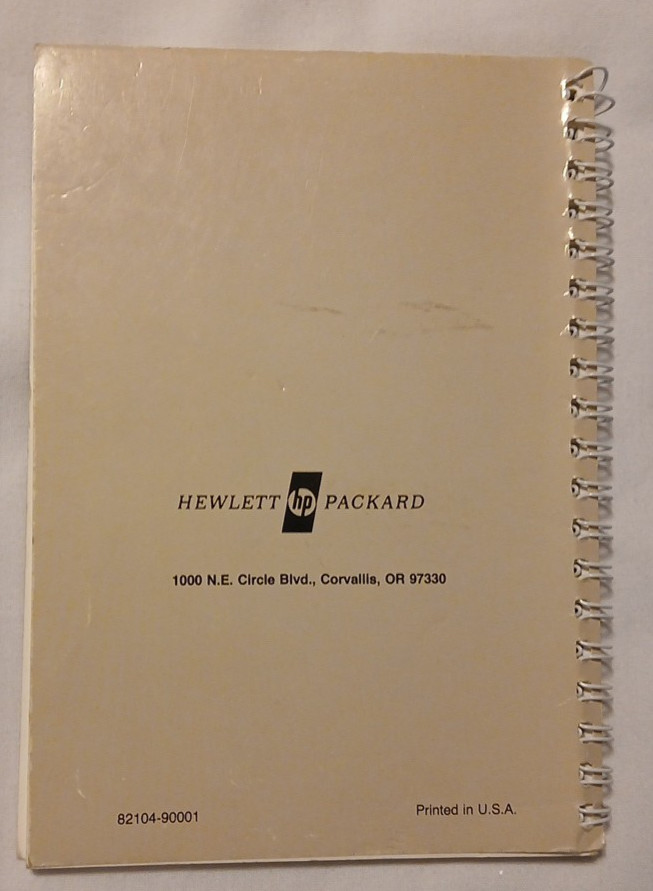 HEWLETT hp PACKARD
1000 N.E. Circle Blvd., Corvallis, OR 97330
82104-90001 Printed in U.S.A.